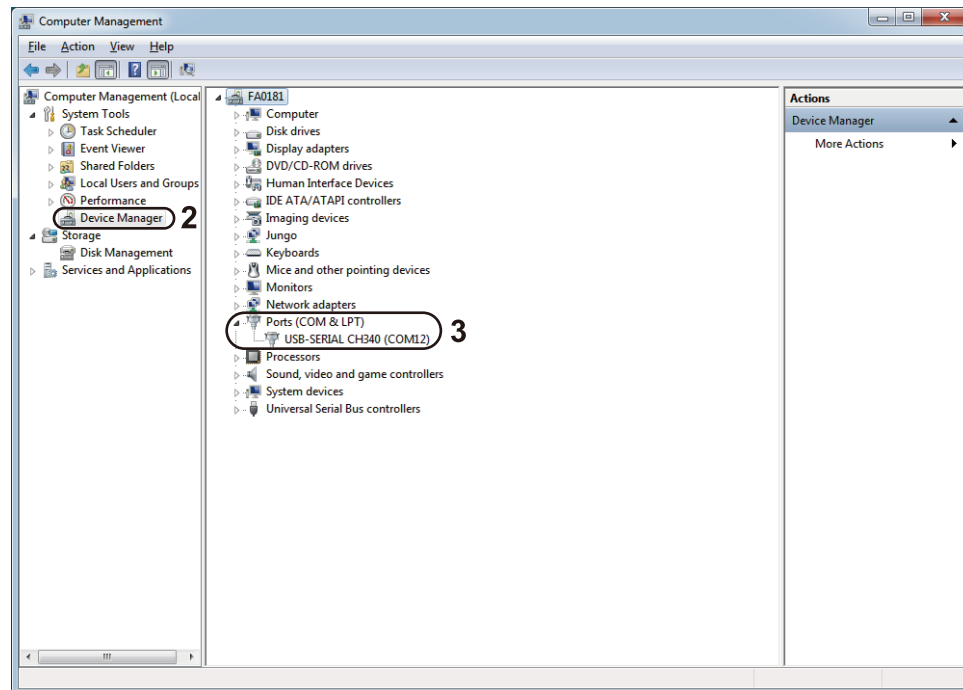 Computer Management
File Action View Help
Computer Management (Local
System Tools
Task Scheduler
Event Viewer
Shared Folders
Local Users and Groups
Performance
Device Manager 2
Storage
Disk Management
Services and Applications
FA0181
Computer
Disk drives
Display adapters
DVD/CD-ROM drives
Human Interface Devices
IDE ATA/ATAPI controllers
Imaging devices
Jungo
Keyboards
Mice and other pointing devices
Monitors
Network adapters
Ports (COM & LPT)
USB-SERIAL CH340 (COM12) 3
Processors
Sound, video and game controllers
System devices
Universal Serial Bus controllers
Actions
Device Manager
More Actions